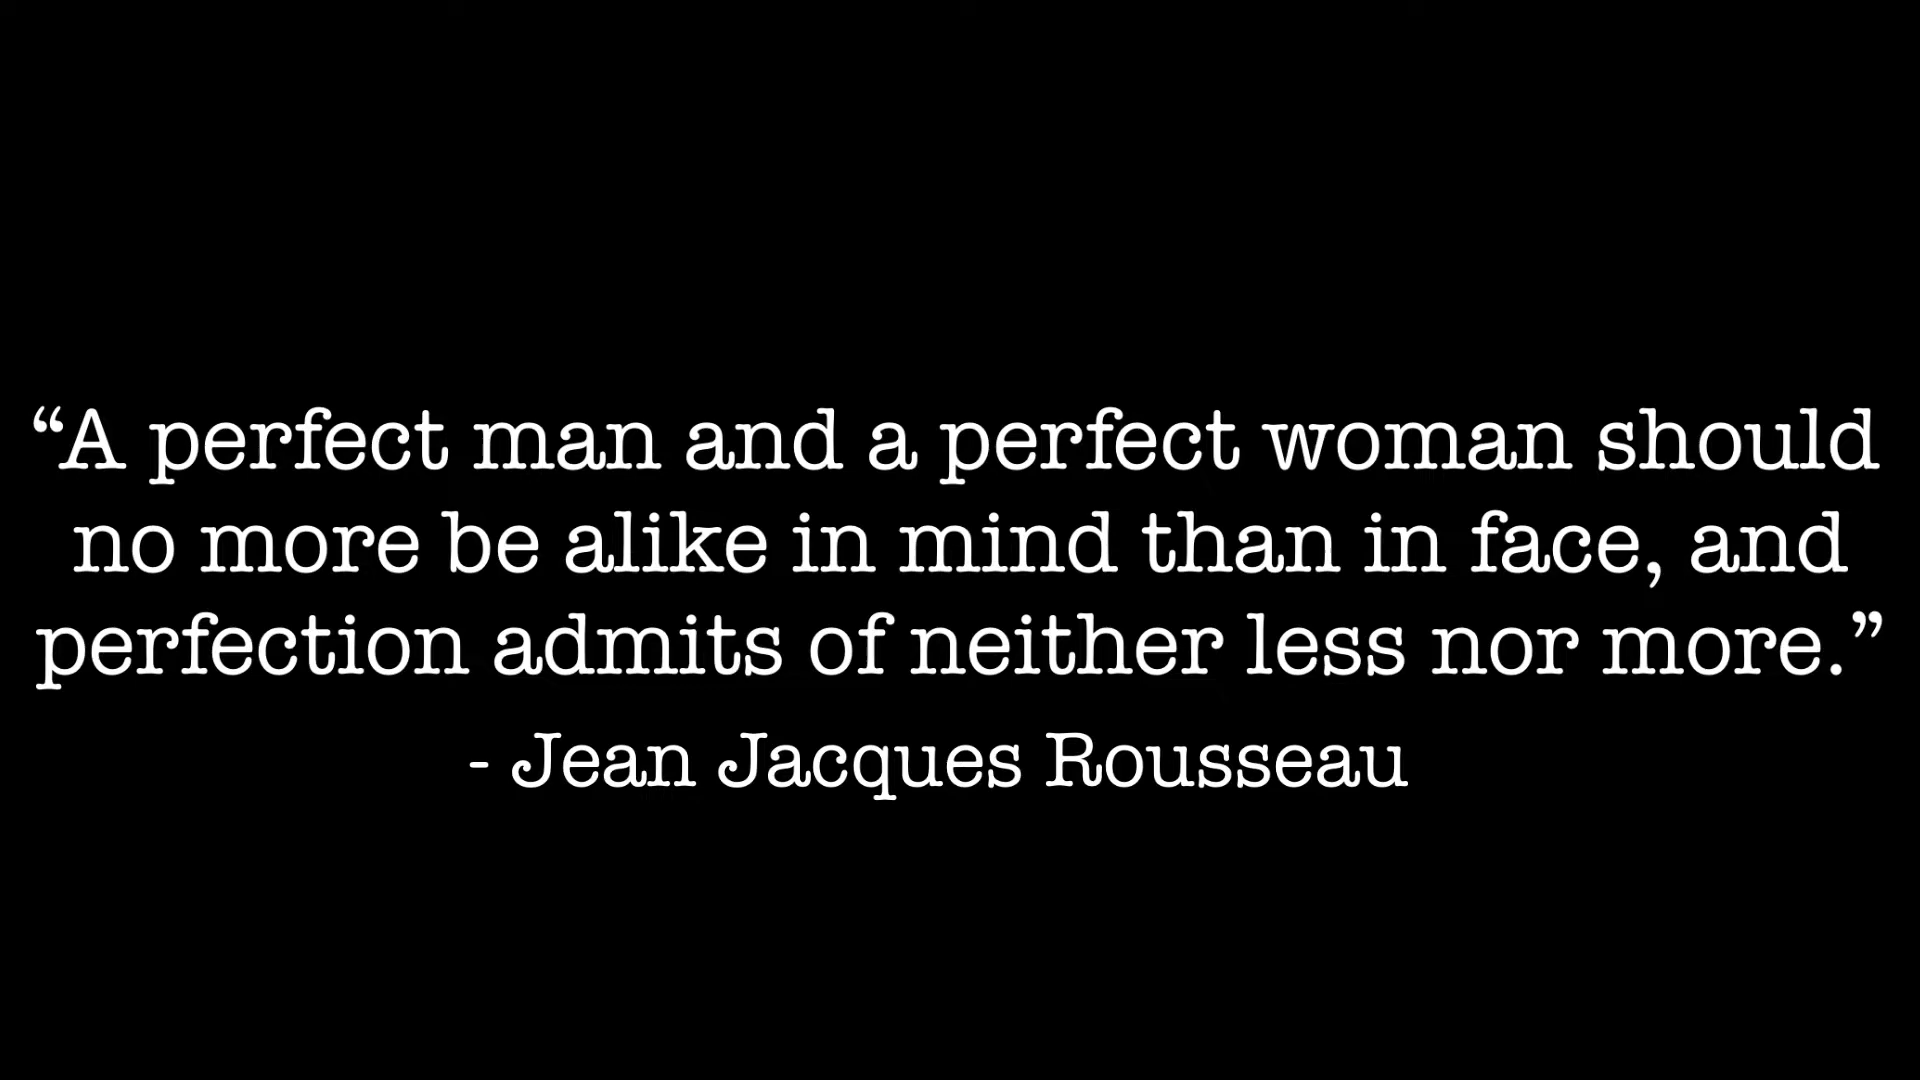 “A perfect man and a perfect woman should
no more be alike in mind than in face, and
perfection admits of neither less nor more.”
- Jean Jacques Rousseau